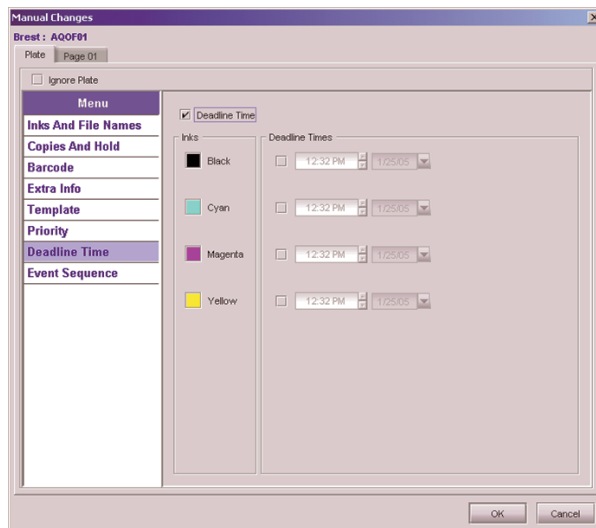 Manual Changes
Brest : AQOF01
Plate Page 01
Ignore Plate
Menu
Inks And File Names
Copies And Hold
Barcode
Extra Info
Template
Priority
Deadline Time
Event Sequence
Deadline Time
Inks Deadline Times
Black 12:32 PM 1/25/05
Cyan 12:32 PM 1/25/05
Magenta 12:32 PM 1/25/05
Yellow 12:32 PM 1/25/05
OK Cancel